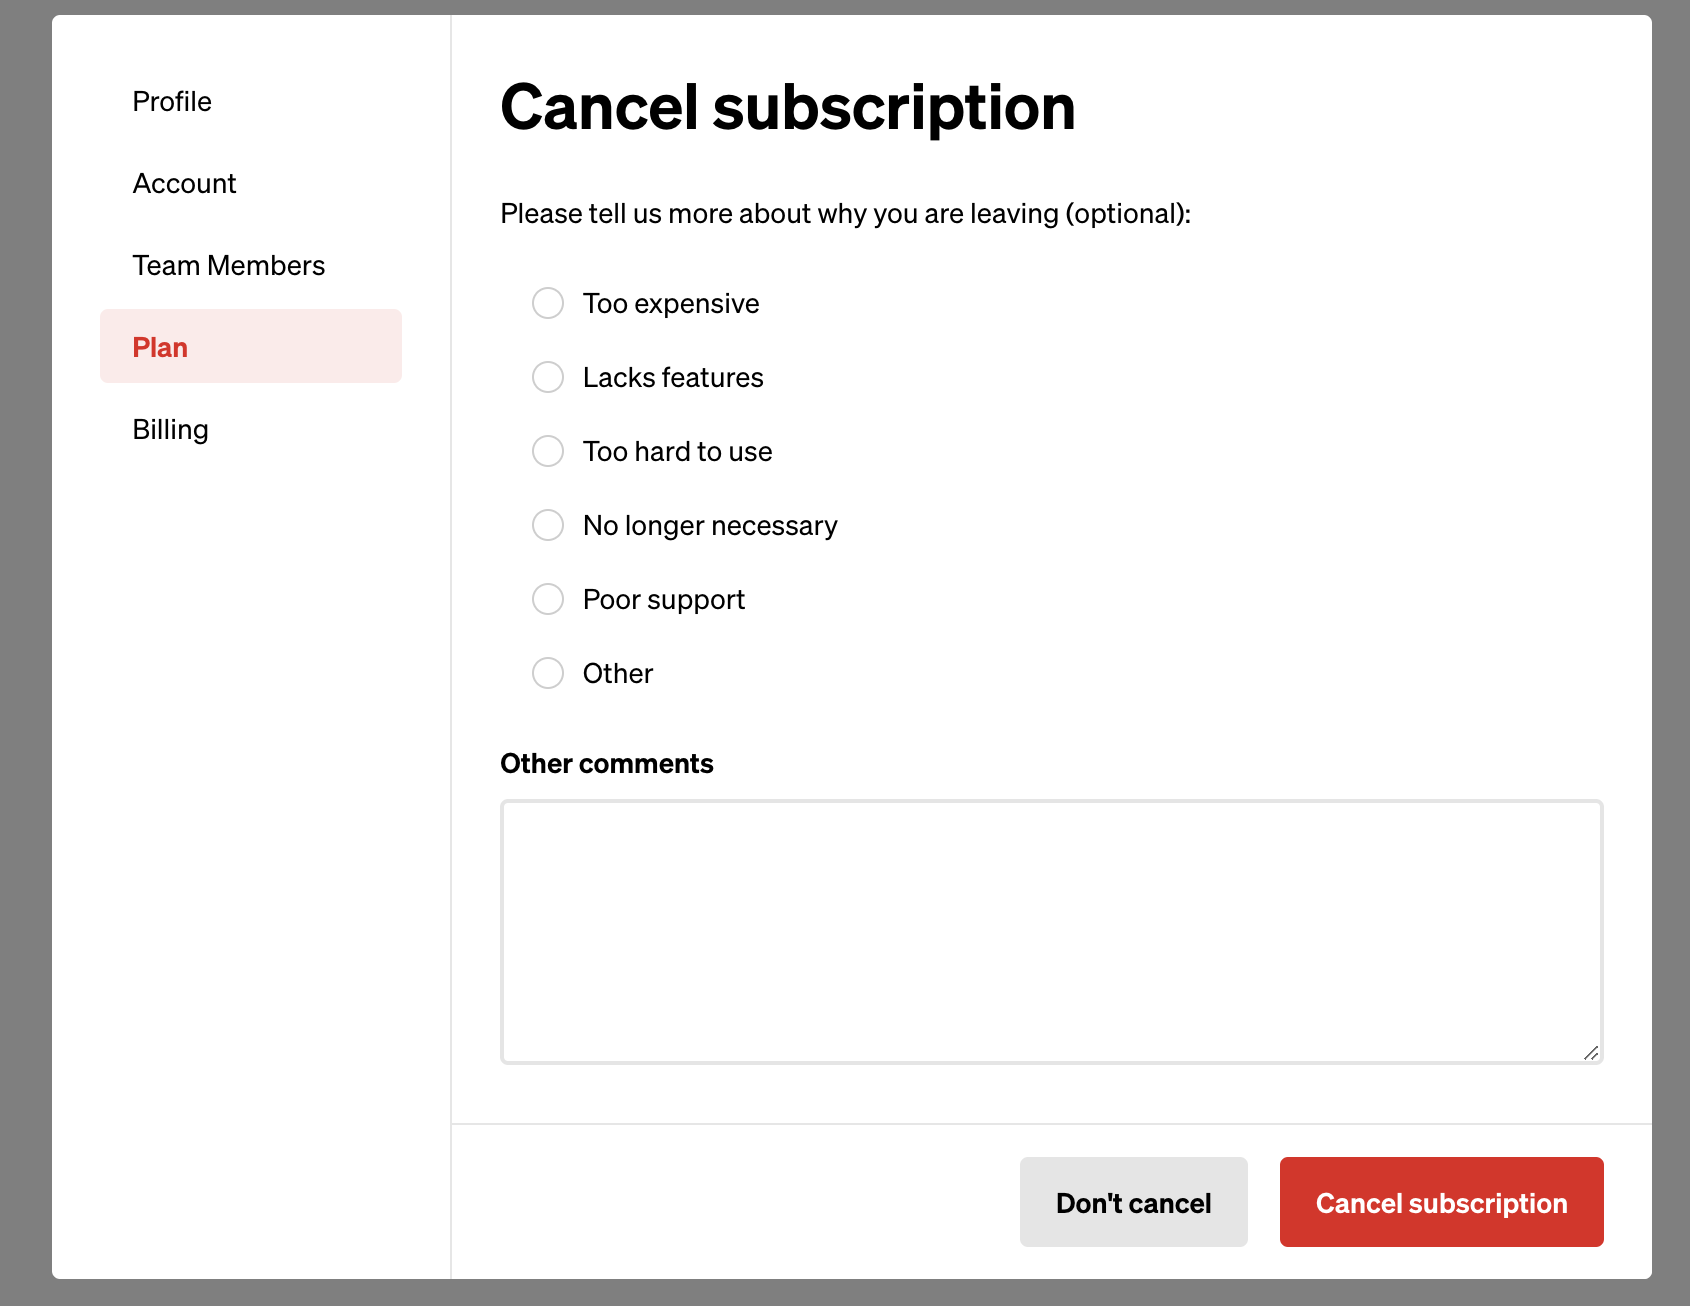 Profile
Account
Team Members
Plan
Billing
Cancel subscription
Please tell us more about why you are leaving (optional):
Too expensive
Lacks features
Too hard to use
No longer necessary
Poor support
Other
Other comments
Don't cancel
Cancel subscription